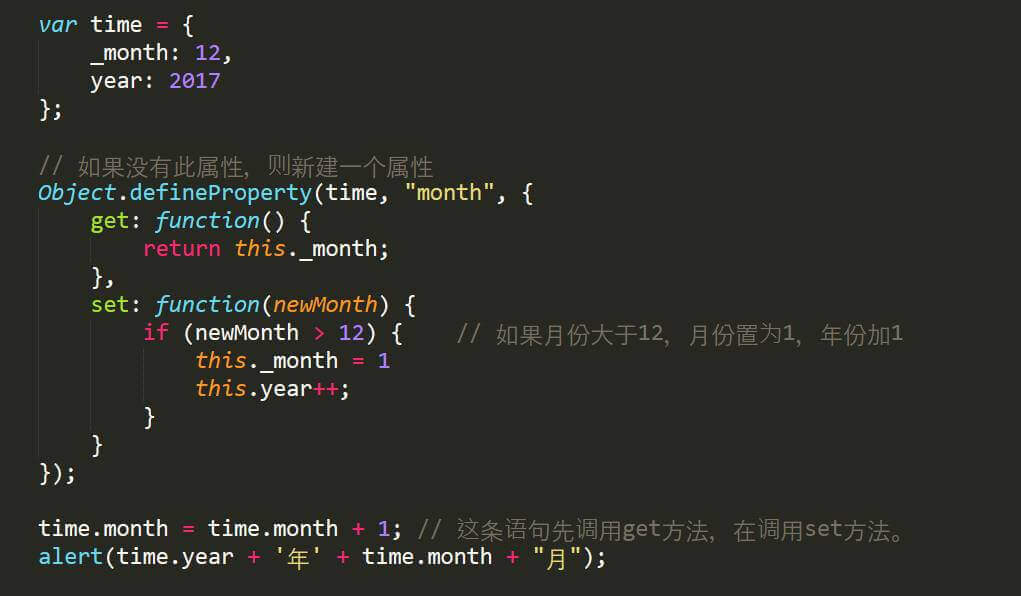 var time = {
    _month: 12,
    year: 2017
};

// 如果没有此属性, 则新建一个属性
Object.defineProperty(time, "month", {
    get: function() {
        return this._month;
    },
    set: function(newMonth) {
        if (newMonth > 12) {    // 如果月份大于12, 月份置为1, 年份加1
            this._month = 1
            this.year++;
        }
    }
});

time.month = time.month + 1; // 这条语句先调用get方法, 在调用set方法。
alert(time.year + '年' + time.month + "月");